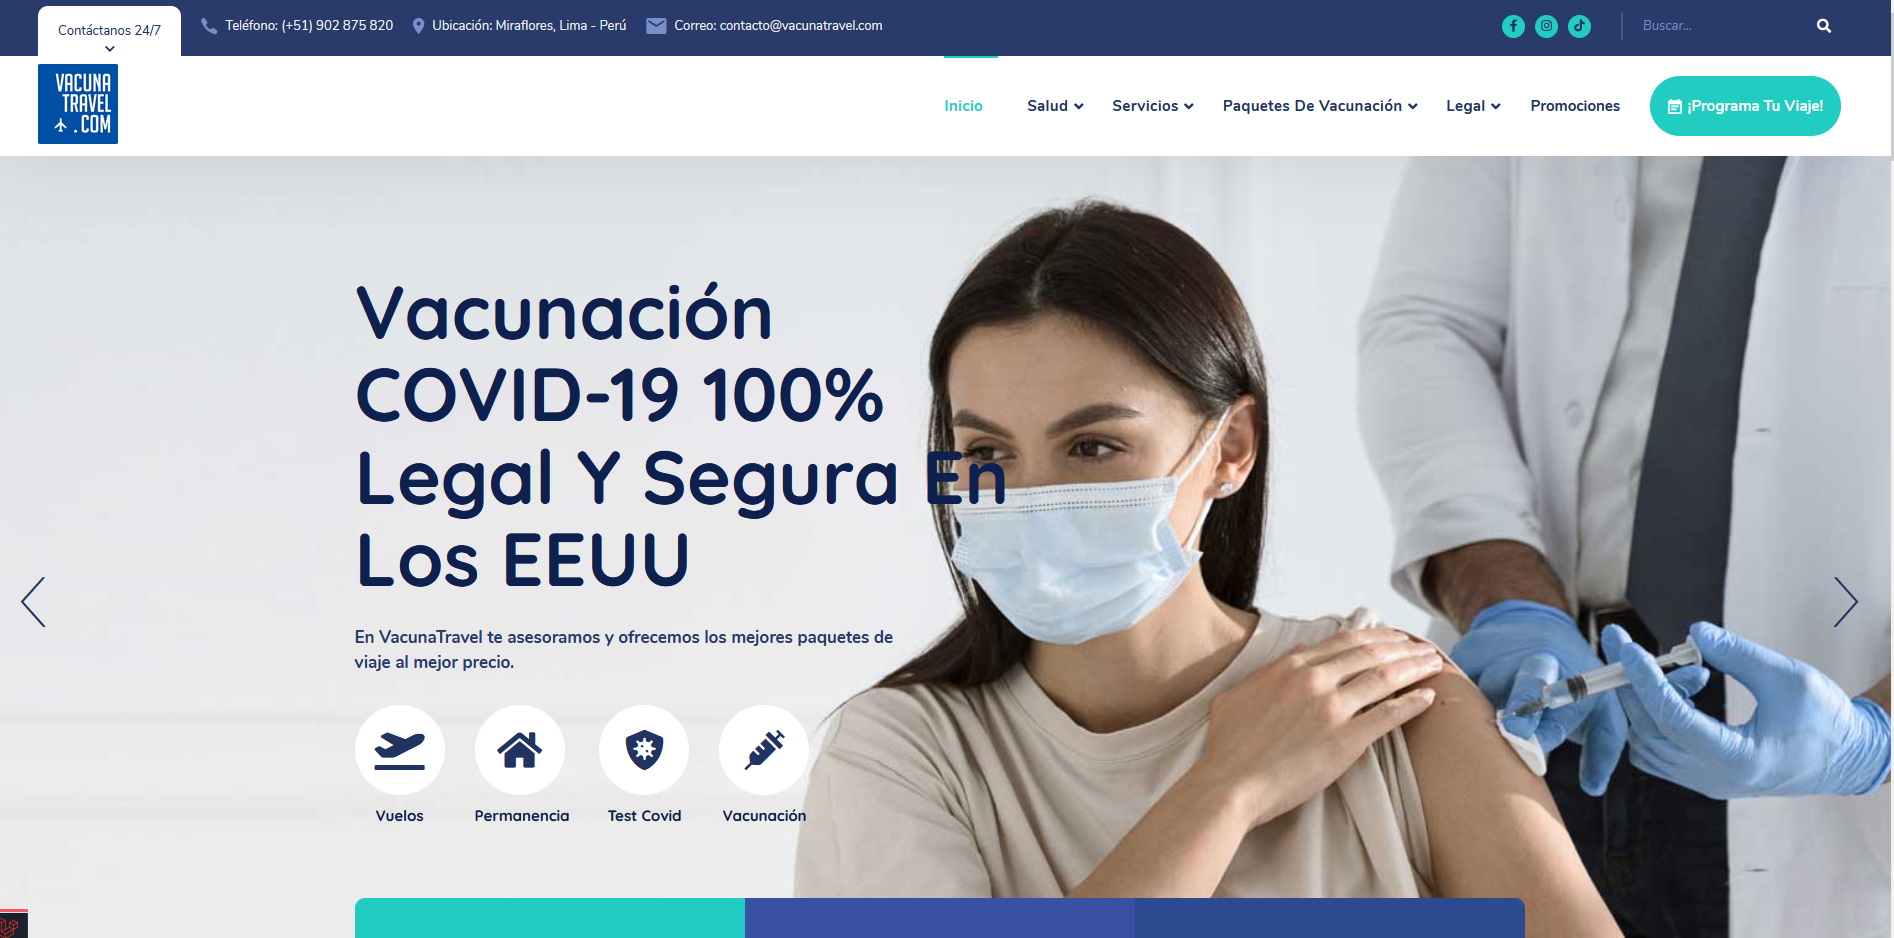 Contáctanos 24/7
Teléfono: (+51) 902 875 820
Ubicación: Miraflores, Lima - Perú
Correo: contacto@vacunatravel.com
Buscar...
VACUNA
TRAVEL
.COM
Inicio
Salud
Servicios
Paquetes De Vacunación
Legal
Promociones
¡Programa Tu Viaje!
Vacunación
COVID-19 100%
Legal Y Segura En
Los EEUU
En VacunaTravel te asesoramos y ofrecemos los mejores paquetes de
viaje al mejor precio.
Vuelos
Permanencia
Test Covid
Vacunación